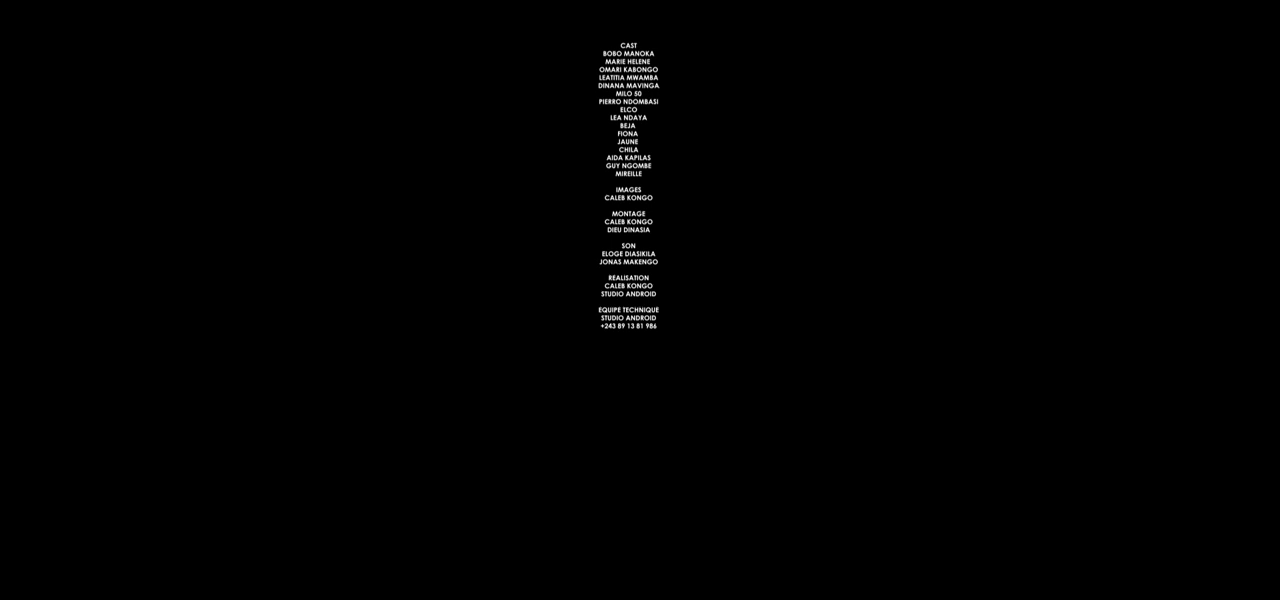 CAST
BOBO MANOKA
MARIE HELENE
OMARI KABONGO
LEATITIA MWAMBA
DINANA MAVINGA
MILO 50
PIERRO NDOMBASI
ELCO
LEA NDAYA
BEJA
FIONA
JAUNE
CHILA
AIDA KAPILAS
GUY NGOMBE
MIREILLE
IMAGES
CALEB KONGO
MONTAGE
CALEB KONGO
DIEU DINASIA
SON
ELOGE DIASIKILA
JONAS MAKENGO
REALISATION
CALEB KONGO
STUDIO ANDROID
EQUIPE TECHNIQUE
STUDIO ANDROID
+243 89 13 81 986